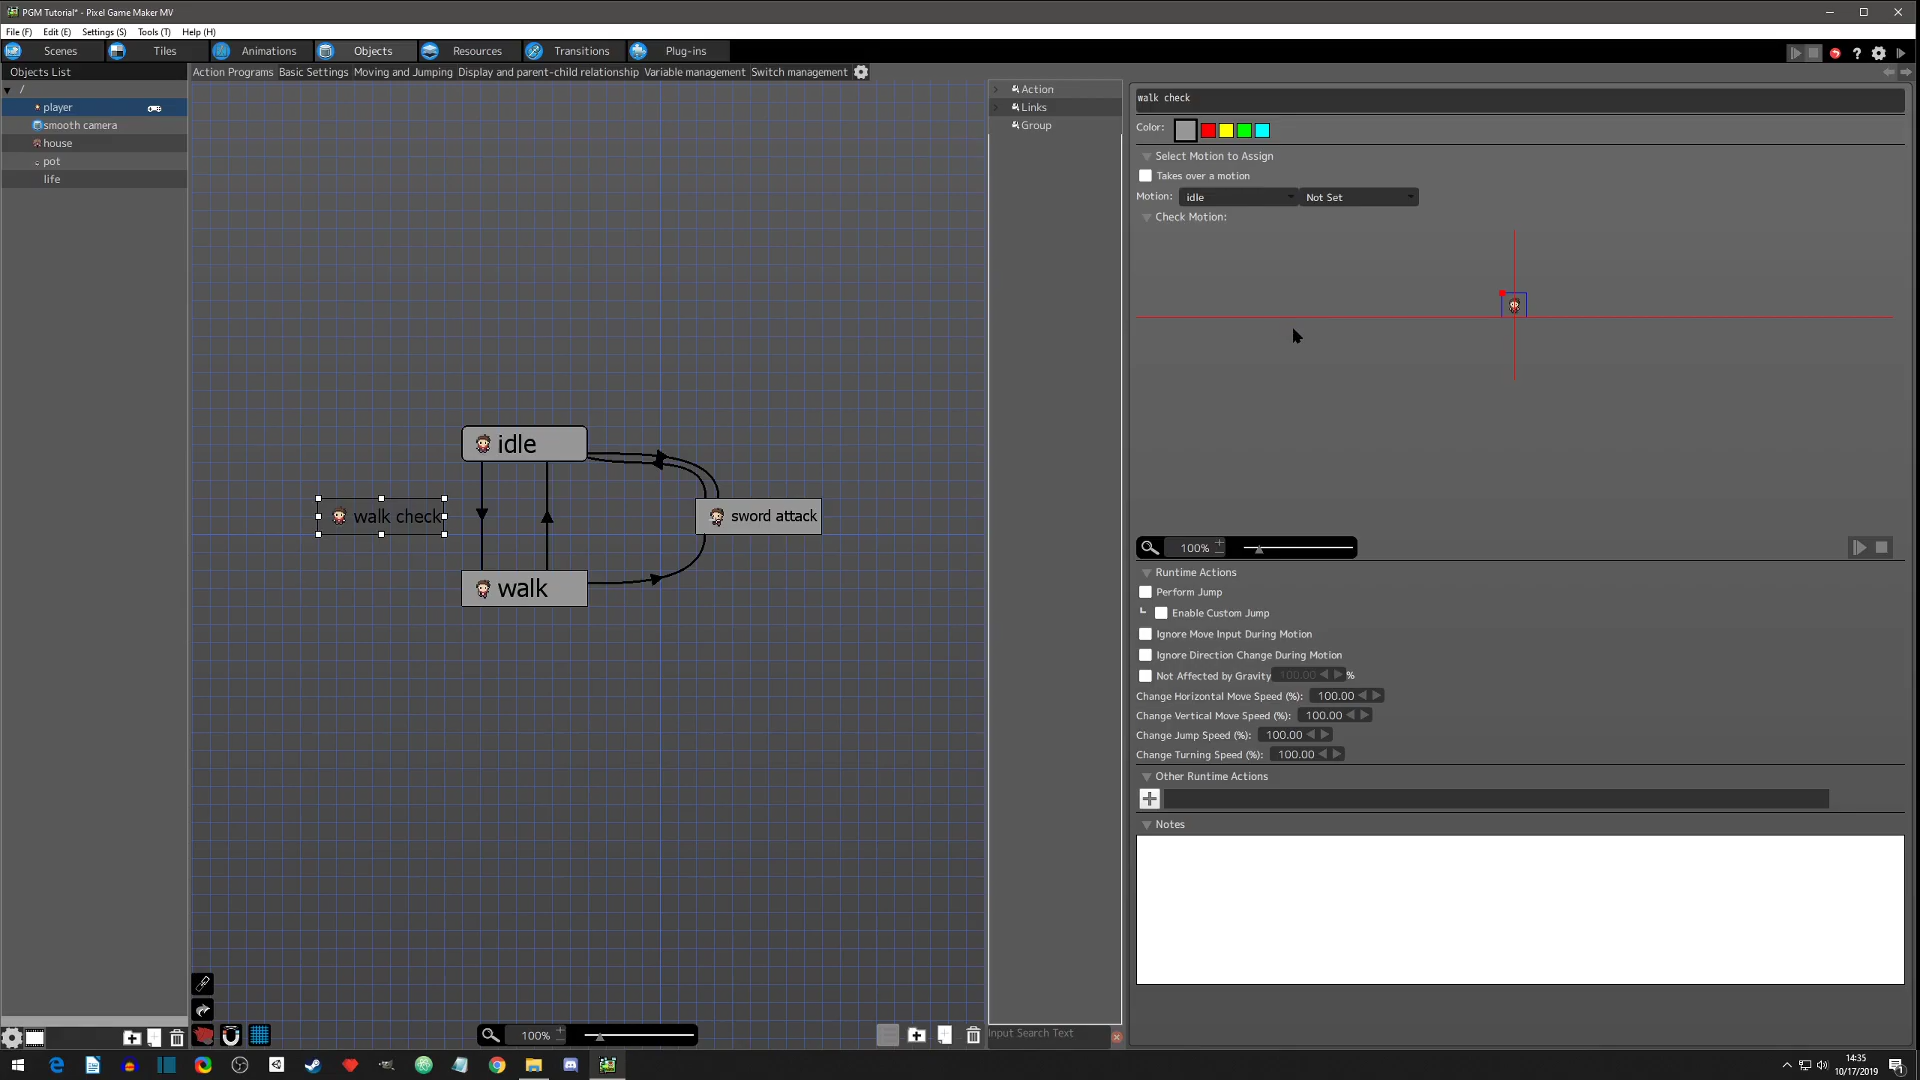 PGM Tutorial* - Pixel Game Maker MV
File (F) Edit (E) Settings (S) Tools (T) Help (H)
Scenes Tiles Animations Objects Resources Transitions Plug-ins
Objects List
/
player
smooth camera
house
pot
life
Action Programs Basic Settings Moving and Jumping Display and parent-child relationship Variable management Switch management
idle
walk check
sword attack
walk
100%
Action
Links
Group
Input Search Text
walk check
Color:
Select Motion to Assign
Takes over a motion
Motion: idle Not Set
Check Motion:
100%
Runtime Actions
Perform Jump
Enable Custom Jump
Ignore Move Input During Motion
Ignore Direction Change During Motion
Not Affected by Gravity 100.00 %
Change Horizontal Move Speed (%): 100.00
Change Vertical Move Speed (%): 100.00
Change Jump Speed (%): 100.00
Change Turning Speed (%): 100.00
Other Runtime Actions
Notes
14:35
10/17/2019